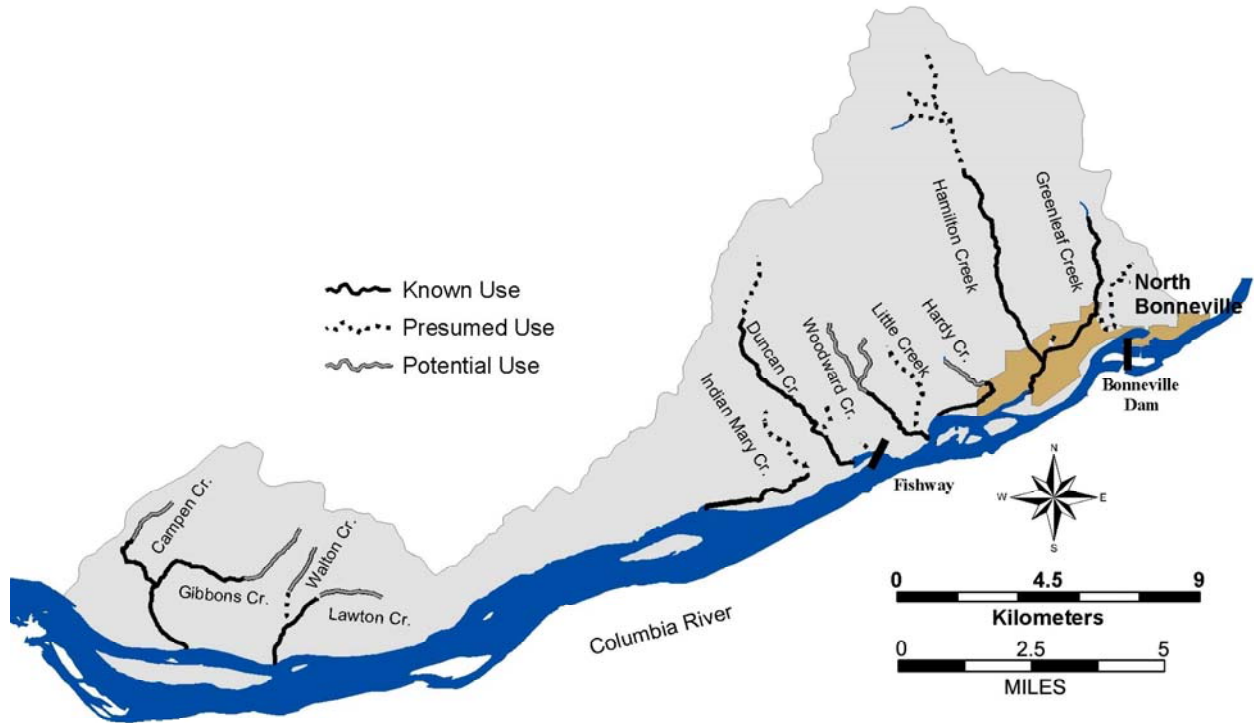 Known Use
Presumed Use
Potential Use
Hamilton Creek
Greenleaf Creek
North
Bonneville
Bonneville
Dam
Duncan Cr.
Woodward Cr.
Little Creek
Hardy Cr.
Indian Mary Cr.
Fishway
N
W
E
S
Campen Cr.
Gibbons Cr.
Walton Cr.
Lawton Cr.
Columbia River
0 4.5 9
Kilometers
0 2.5 5
MILES